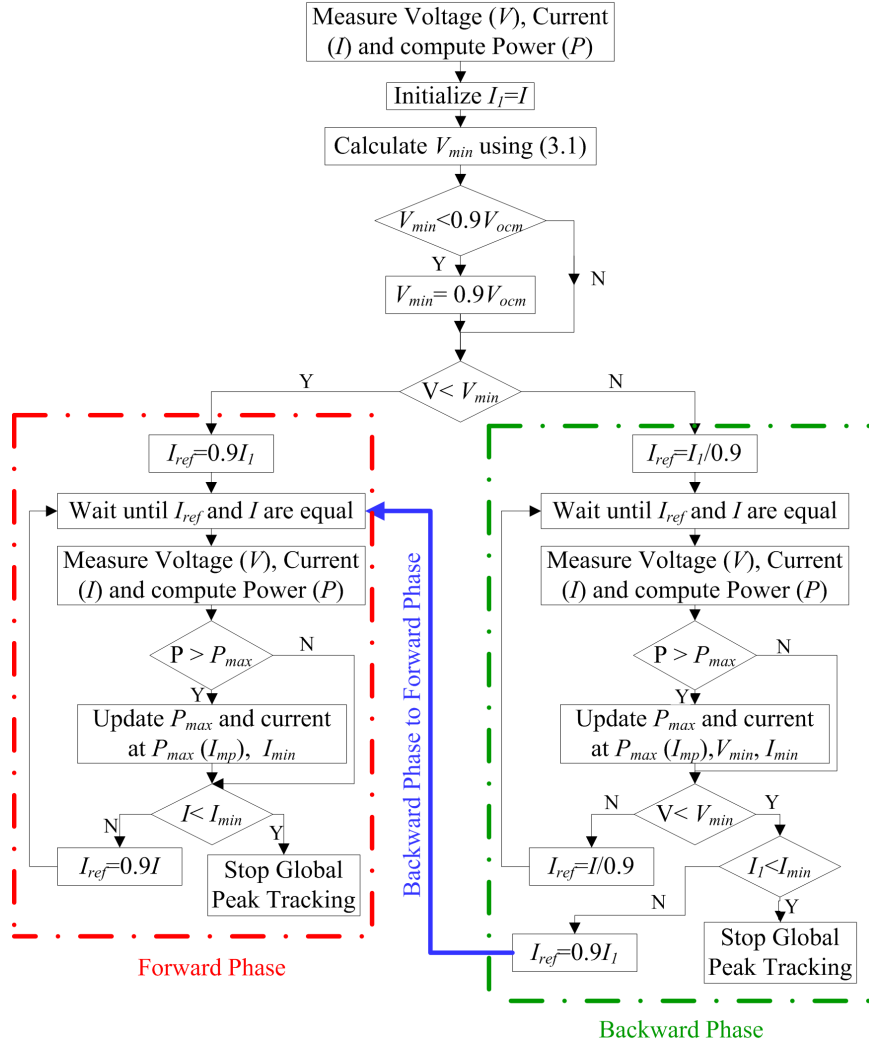 Measure Voltage (V), Current
(I) and compute Power (P)
Initialize I₁=I
Calculate Vmin using (3.1)
Vmin<0.9Vocm
Y
N
Vmin= 0.9Vocm
V< Vmin
Y
N
Iref=0.9I₁
Wait until Iref and I are equal
Measure Voltage (V), Current
(I) and compute Power (P)
P > Pmax
N
Y
Update Pmax and current
at Pmax (Imp), Imin
I< Imin
N
Y
Iref=0.9I
Stop Global
Peak Tracking
Forward Phase
Backward Phase to Forward Phase
Iref=I₁/0.9
Wait until Iref and I are equal
Measure Voltage (V), Current
(I) and compute Power (P)
P > Pmax
N
Y
Update Pmax and current
at Pmax (Imp),Vmin, Imin
V< Vmin
N
Y
Iref=I/0.9
I₁<Imin
N
Y
Iref=0.9I₁
Stop Global
Peak Tracking
Backward Phase